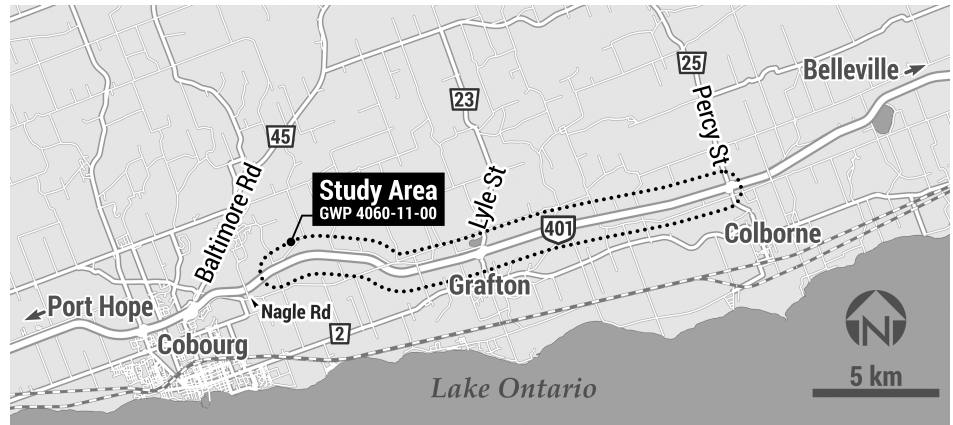 25
Belleville
23
Percy St
45
Study Area
GWP 4060-11-00
Baltimore Rd
Lyle St
401
Colborne
Grafton
Port Hope
Nagle Rd
2
Cobourg
N
5 km
Lake Ontario